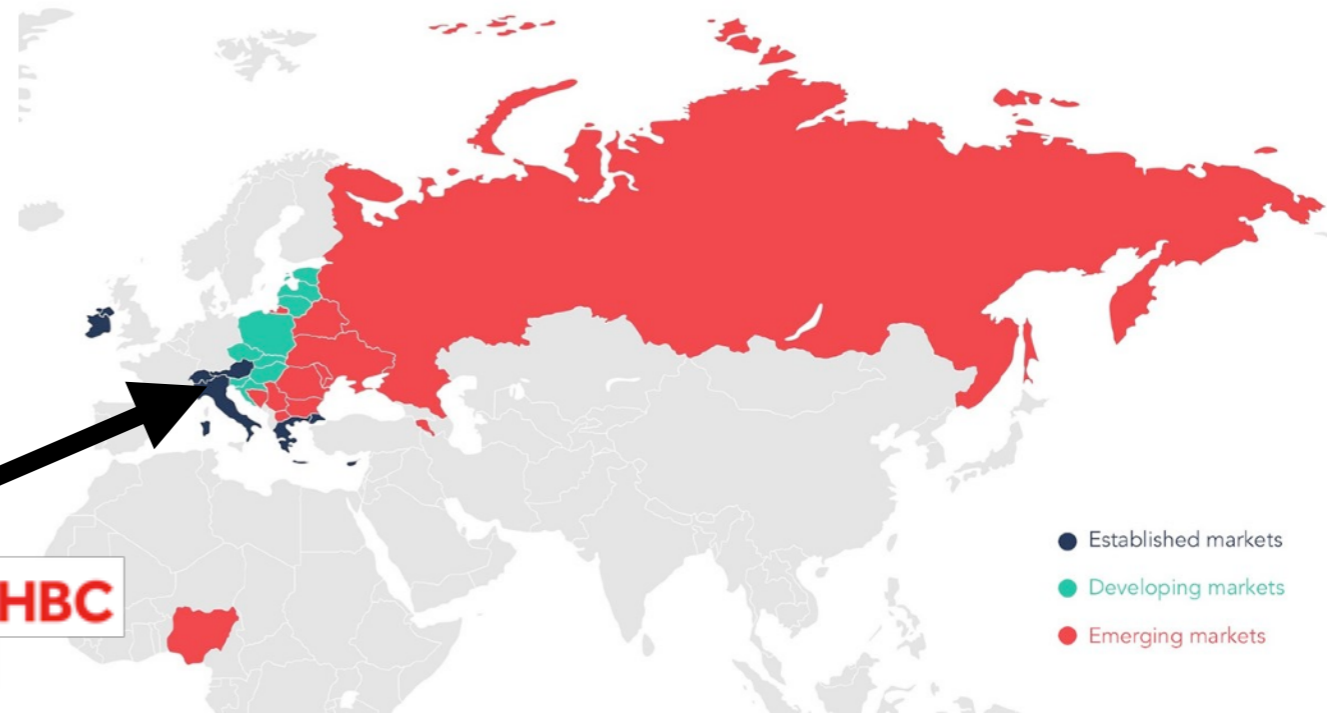 HBC
Established markets
Developing markets
Emerging markets